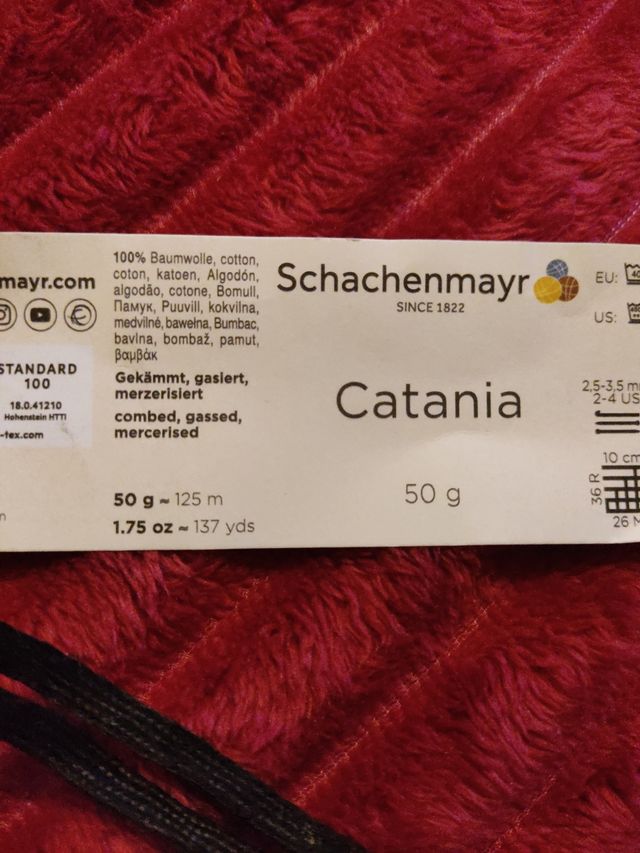 mayr.com
STANDARD
100
18.0.41210
Hohenstein HTTI
-tex.com
100% Baumwolle, cotton,
coton, katoen, Algodón,
algodão, cotone, Bomull,
Памук, Puuvill, kokvilna,
medvilnė, bawełna, Bumbac,
bavlna, bombaž, pamut,
βαμβάκ
Gekämmt, gasiert,
merzerisiert
combed, gassed,
mercerised
50 g ≈ 125 m
1.75 oz ≈ 137 yds
Schachenmayr
SINCE 1822
Catania
50 g
EU: 40
US:
2,5-3,5 m
2-4 US
10 cm
36 R
26 M